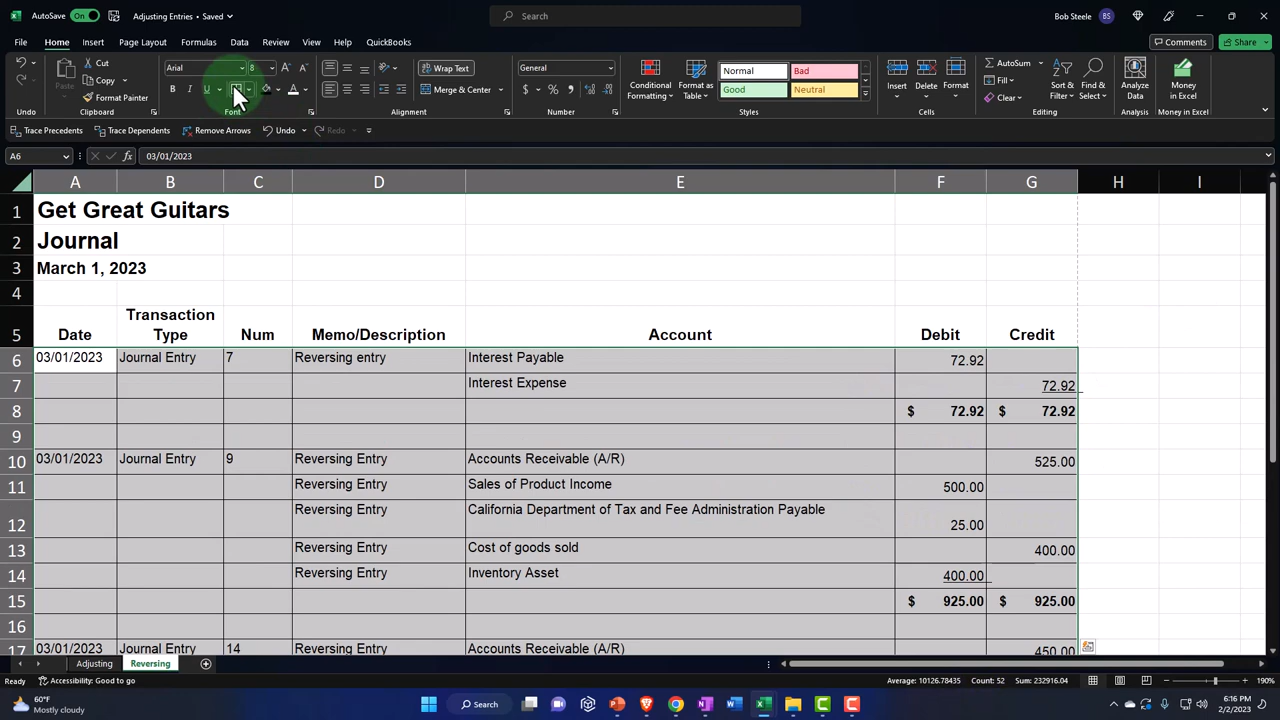 AutoSave On Adjusting Entries • Saved Search Bob Steele BS
File Home Insert Page Layout Formulas Data Review View Help QuickBooks Comments Share
Undo Paste Cut Copy Format Painter Clipboard
Arial 8 B I U Font
Wrap Text Merge & Center Alignment
General $ % Number
Conditional Formatting Format as Table Normal Bad Good Neutral Styles
Insert Delete Format Cells
AutoSum Fill Clear Sort & Filter Find & Select Editing
Analyze Data Analysis Money in Excel Money in Excel
Trace Precedents Trace Dependents Remove Arrows Undo Redo
A6 fx 03/01/2023
A B C D E F G H I
1 Get Great Guitars
2 Journal
3 March 1, 2023
4
5 Date Transaction Type Num Memo/Description Account Debit Credit
6 03/01/2023 Journal Entry 7 Reversing entry Interest Payable 72.92
7 Interest Expense 72.92
8 $ 72.92 $ 72.92
9
10 03/01/2023 Journal Entry 9 Reversing Entry Accounts Receivable (A/R) 525.00
11 Reversing Entry Sales of Product Income 500.00
12 Reversing Entry California Department of Tax and Fee Administration Payable 25.00
13 Reversing Entry Cost of goods sold 400.00
14 Reversing Entry Inventory Asset 400.00
15 $ 925.00 $ 925.00
16
17 03/01/2023 Journal Entry 14 Reversing Entry Accounts Receivable (A/R) 450.00
Adjusting Reversing
Ready Accessibility: Good to go Average: 10126.78435 Count: 52 Sum: 232916.04 190%
60°F Mostly cloudy Search 6:16 PM 2/2/2023